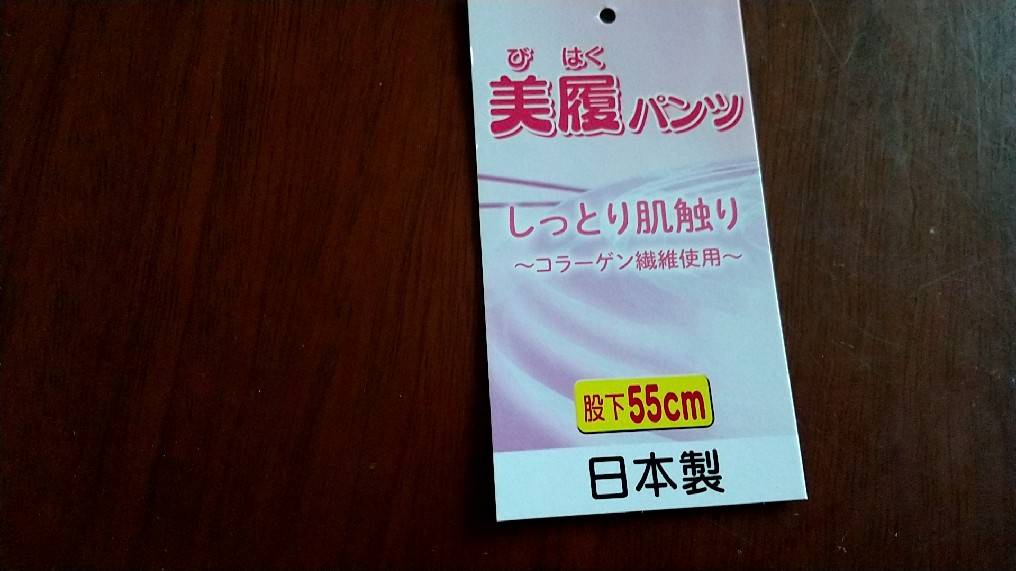 び はく
美履パンツ
しっとり肌触り
～コラーゲン繊維使用～
股下55cm
日本製